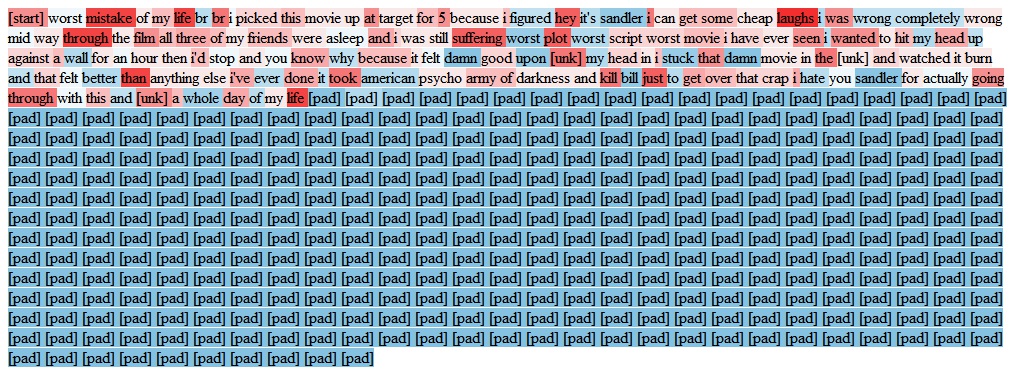 [start] worst mistake of my life br br i picked this movie up at target for 5 because i figured hey it's sandler i can get some cheap laughs i was wrong completely wrong
mid way through the film all three of my friends were asleep and i was still suffering worst plot worst script worst movie i have ever seen i wanted to hit my head up
against a wall for an hour then i'd stop and you know why because it felt damn good upon [unk] my head in i stuck that damn movie in the [unk] and watched it burn
and that felt better than anything else i've ever done it took american psycho army of darkness and kill bill just to get over that crap i hate you sandler for actually going
through with this and [unk] a whole day of my life [pad] [pad] [pad] [pad] [pad] [pad] [pad] [pad] [pad] [pad] [pad] [pad] [pad] [pad] [pad] [pad] [pad] [pad] [pad]
[pad] [pad] [pad] [pad] [pad] [pad] [pad] [pad] [pad] [pad] [pad] [pad] [pad] [pad] [pad] [pad] [pad] [pad] [pad] [pad] [pad] [pad] [pad] [pad] [pad] [pad] [pad]
[pad] [pad] [pad] [pad] [pad] [pad] [pad] [pad] [pad] [pad] [pad] [pad] [pad] [pad] [pad] [pad] [pad] [pad] [pad] [pad] [pad] [pad] [pad] [pad] [pad] [pad] [pad]
[pad] [pad] [pad] [pad] [pad] [pad] [pad] [pad] [pad] [pad] [pad] [pad] [pad] [pad] [pad] [pad] [pad] [pad] [pad] [pad] [pad] [pad] [pad] [pad] [pad] [pad] [pad]
[pad] [pad] [pad] [pad] [pad] [pad] [pad] [pad] [pad] [pad] [pad] [pad] [pad] [pad] [pad] [pad] [pad] [pad] [pad] [pad] [pad] [pad] [pad] [pad] [pad] [pad] [pad]
[pad] [pad] [pad] [pad] [pad] [pad] [pad] [pad] [pad] [pad] [pad] [pad] [pad] [pad] [pad] [pad] [pad] [pad] [pad] [pad] [pad] [pad] [pad] [pad] [pad] [pad] [pad]
[pad] [pad] [pad] [pad] [pad] [pad] [pad] [pad] [pad] [pad] [pad] [pad] [pad] [pad] [pad] [pad] [pad] [pad] [pad] [pad] [pad] [pad] [pad] [pad] [pad] [pad] [pad]
[pad] [pad] [pad] [pad] [pad] [pad] [pad] [pad] [pad] [pad] [pad] [pad] [pad] [pad] [pad] [pad] [pad] [pad] [pad] [pad] [pad] [pad] [pad] [pad] [pad] [pad] [pad]
[pad] [pad] [pad] [pad] [pad] [pad] [pad] [pad] [pad] [pad] [pad] [pad] [pad] [pad] [pad] [pad] [pad] [pad] [pad] [pad] [pad] [pad] [pad] [pad] [pad] [pad] [pad]
[pad] [pad] [pad] [pad] [pad] [pad] [pad] [pad] [pad] [pad] [pad] [pad] [pad] [pad] [pad] [pad] [pad] [pad] [pad] [pad] [pad] [pad] [pad] [pad] [pad] [pad] [pad]
[pad] [pad] [pad] [pad] [pad] [pad] [pad] [pad] [pad] [pad] [pad] [pad] [pad] [pad] [pad] [pad] [pad] [pad] [pad] [pad] [pad] [pad] [pad] [pad] [pad] [pad] [pad]
[pad] [pad] [pad] [pad] [pad] [pad] [pad] [pad] [pad] [pad] [pad] [pad] [pad] [pad] [pad] [pad] [pad] [pad] [pad] [pad] [pad] [pad] [pad] [pad] [pad] [pad] [pad]
[pad] [pad] [pad] [pad] [pad] [pad] [pad] [pad] [pad] [pad] [pad] [pad] [pad] [pad] [pad] [pad] [pad] [pad] [pad] [pad] [pad] [pad] [pad] [pad] [pad] [pad] [pad]
[pad] [pad] [pad] [pad] [pad] [pad] [pad] [pad] [pad] [pad]